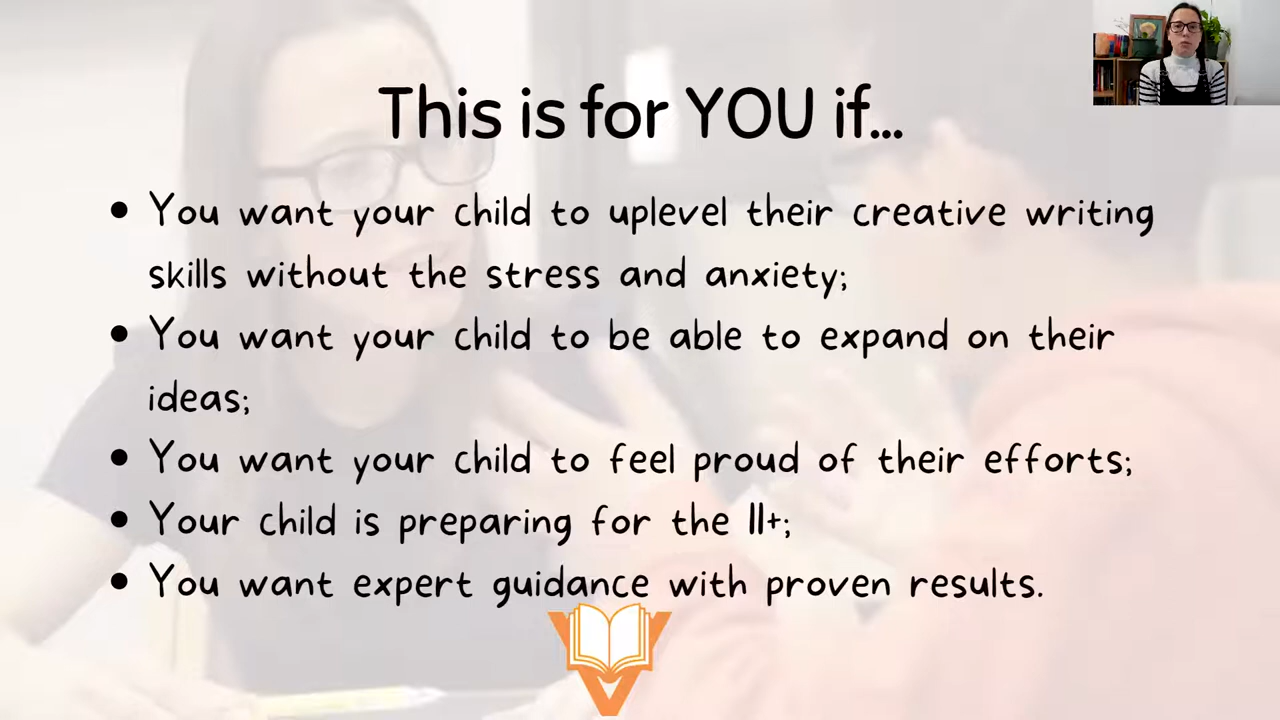 This is for YOU if...
• You want your child to uplevel their creative writing
skills without the stress and anxiety;
• You want your child to be able to expand on their
ideas;
• You want your child to feel proud of their efforts;
• Your child is preparing for the 11+;
• You want expert guidance with proven results.